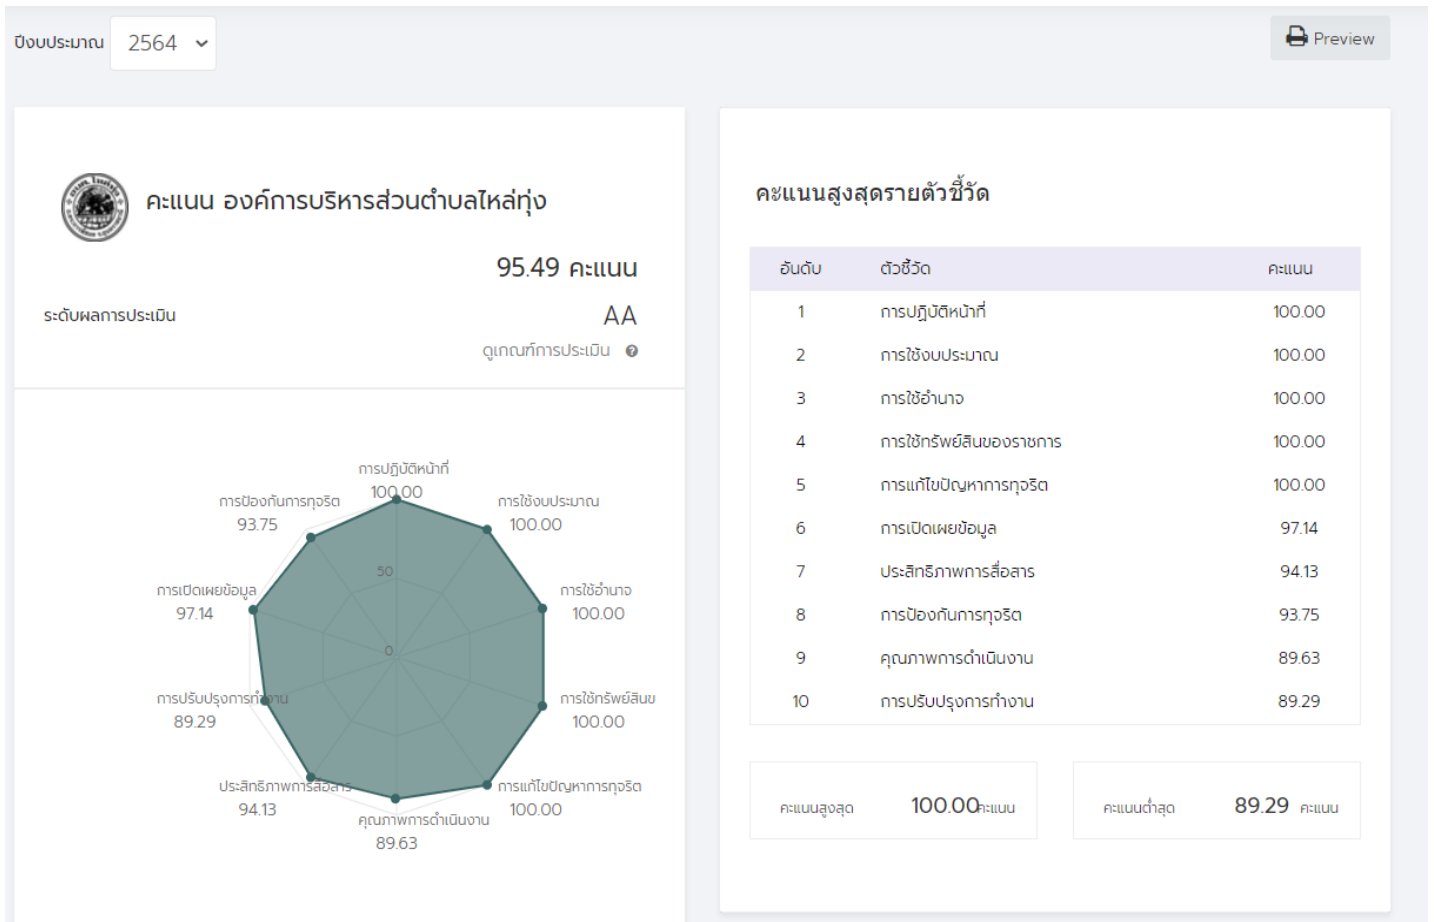 ปีงบประมาณ 2564
Preview
คะแนน องค์การบริหารส่วนตำบลไหล่ทุ่ง
95.49 คะแนน
ระดับผลการประเมิน AA
ดูเกณฑ์การประเมิน
การปฏิบัติหน้าที่
100.00
การใช้งบประมาณ
100.00
การใช้อำนาจ
100.00
การใช้ทรัพย์สินข
100.00
การแก้ไขปัญหาการทุจริต
100.00
คุณภาพการดำเนินงาน
89.63
ประสิทธิภาพการสื่อสาร
94.13
การปรับปรุงการทำงาน
89.29
การเปิดเผยข้อมูล
97.14
การป้องกันการทุจริต
93.75
50
0
คะแนนสูงสุดรายตัวชี้วัด
อันดับ ตัวชี้วัด คะแนน
1 การปฏิบัติหน้าที่ 100.00
2 การใช้งบประมาณ 100.00
3 การใช้อำนาจ 100.00
4 การใช้ทรัพย์สินของราชการ 100.00
5 การแก้ไขปัญหาการทุจริต 100.00
6 การเปิดเผยข้อมูล 97.14
7 ประสิทธิภาพการสื่อสาร 94.13
8 การป้องกันการทุจริต 93.75
9 คุณภาพการดำเนินงาน 89.63
10 การปรับปรุงการทำงาน 89.29
คะแนนสูงสุด 100.00 คะแนน
คะแนนต่ำสุด 89.29 คะแนน